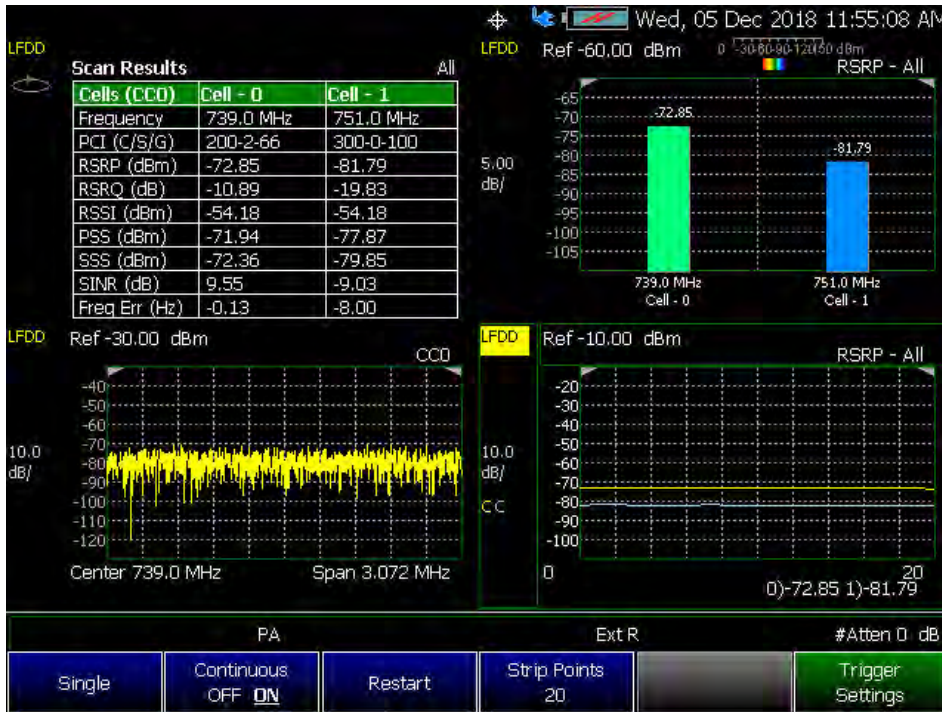 Wed, 05 Dec 2018 11:55:08 AM
LFDD
Scan Results All
Cells (CC0) Cell - 0 Cell - 1
Frequency 739.0 MHz 751.0 MHz
PCI (C/S/G) 200-2-66 300-0-100
RSRP (dBm) -72.85 -81.79
RSRQ (dB) -10.89 -19.83
RSSI (dBm) -54.18 -54.18
PSS (dBm) -71.94 -77.87
SSS (dBm) -72.36 -79.85
SINR (dB) 9.55 -9.03
Freq Err (Hz) -0.13 -8.00
LFDD Ref -60.00 dBm 0 -30-60-90-120150 dBm
RSRP - All
5.00
dB/
-65
-70
-75
-80
-85
-90
-95
-100
-105
-72.85
-81.79
739.0 MHz 751.0 MHz
Cell - 0 Cell - 1
LFDD Ref -30.00 dBm
CC0
10.0
dB/
-40
-50
-60
-70
-80
-90
-100
-110
-120
Center 739.0 MHz Span 3.072 MHz
LFDD Ref -10.00 dBm
RSRP - All
10.0
dB/
CC
-20
-30
-40
-50
-60
-70
-80
-90
-100
0 20
0)-72.85 1)-81.79
PA Ext R #Atten 0 dB
Single
Continuous
OFF ON
Restart
Strip Points
20
Trigger
Settings